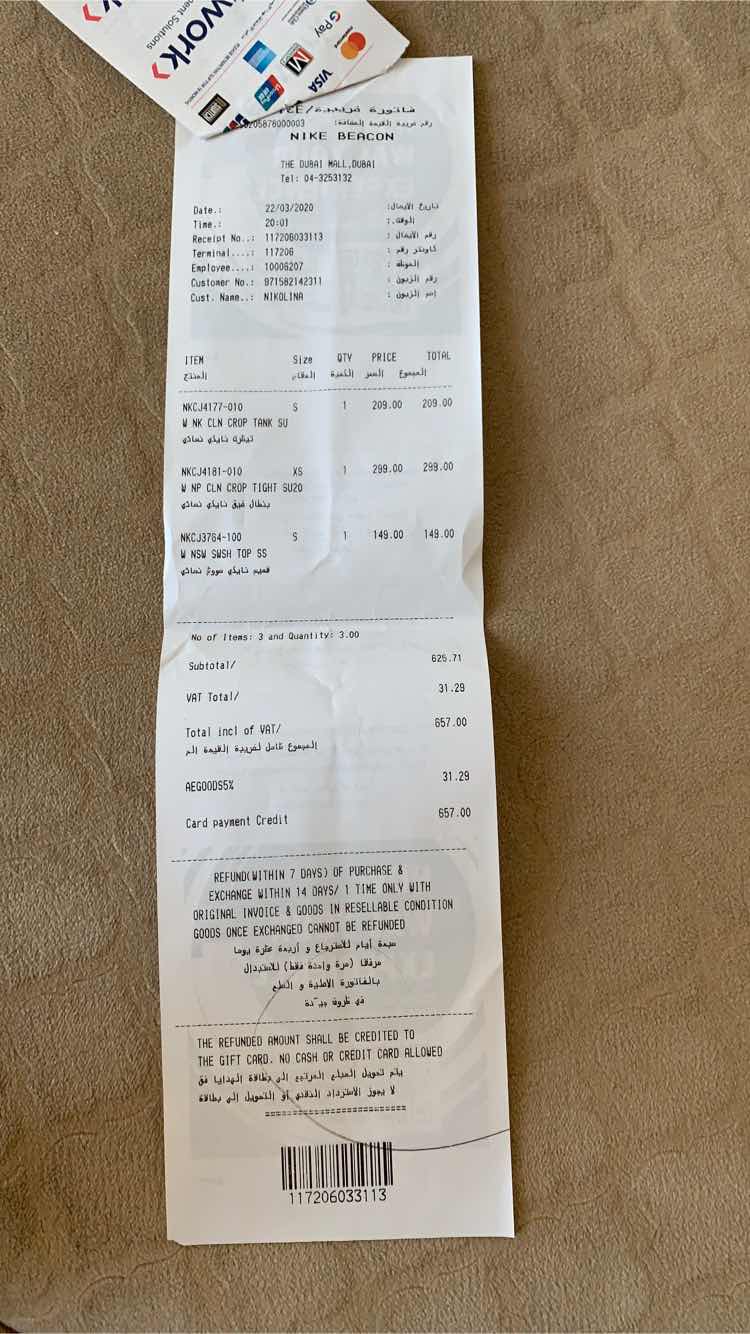 work
ment Solutions
G Pay
mastercard
VISA
UnionPay
فاتورة ضريبية/
205876000003 رقم ضريبة القيمة المضافة:
NIKE BEACON
THE DUBAI MALL,DUBAI
Tel: 04-3253132
Date.: 22/03/2020 تاريخ الأيصال:
Time.: 20:01 الوقت.:
Receipt No..: 117206033113 رقم الأيصال :
Terminal....: 117206 كاونتر رقم :
Employee....: 10006207 الموظف :
Customer No.: 971582142311 رقم الزبون :
Cust. Name..: NIKOLINA اسم الزبون :
ITEM Size QTY PRICE TOTAL
المنتج المقاس الكمية السعر المجموع
NKCJ4177-010 S 1 209.00 209.00
W NK CLN CROP TANK SU
تيشرت نايكي نسائي
NKCJ4181-010 XS 1 299.00 299.00
W NP CLN CROP TIGHT SU20
بنطال ضيق نايكي نسائي
NKCJ3764-100 S 1 149.00 149.00
W NSW SWSH TOP SS
قميص نايكي سووش نسائي
No of Items: 3 and Quantity: 3.00
Subtotal/ 625.71
VAT Total/ 31.29
Total incl of VAT/ 657.00
المجموع شامل لضريبة القيمة الم
AEGOODS5% 31.29
Card payment Credit 657.00
REFUND(WITHIN 7 DAYS) OF PURCHASE &
EXCHANGE WITHIN 14 DAYS/ 1 TIME ONLY WITH
ORIGINAL INVOICE & GOODS IN RESELLABLE CONDITION
GOODS ONCE EXCHANGED CANNOT BE REFUNDED
سبعة أيام للاسترجاع و أربعة عشرة يوما
مرفقا (مرة واحدة فقط) للاستبدال
بالفاتورة الاصلية و السلع
في ظروف جيّدة
THE REFUNDED AMOUNT SHALL BE CREDITED TO
THE GIFT CARD. NO CASH OR CREDIT CARD ALLOWED
يتم تحويل المبلغ المرتجع الى بطاقة الهدايا فق
لا يجوز الاسترداد النقدي أو التحويل إلى بطاقة
=========================
117206033113